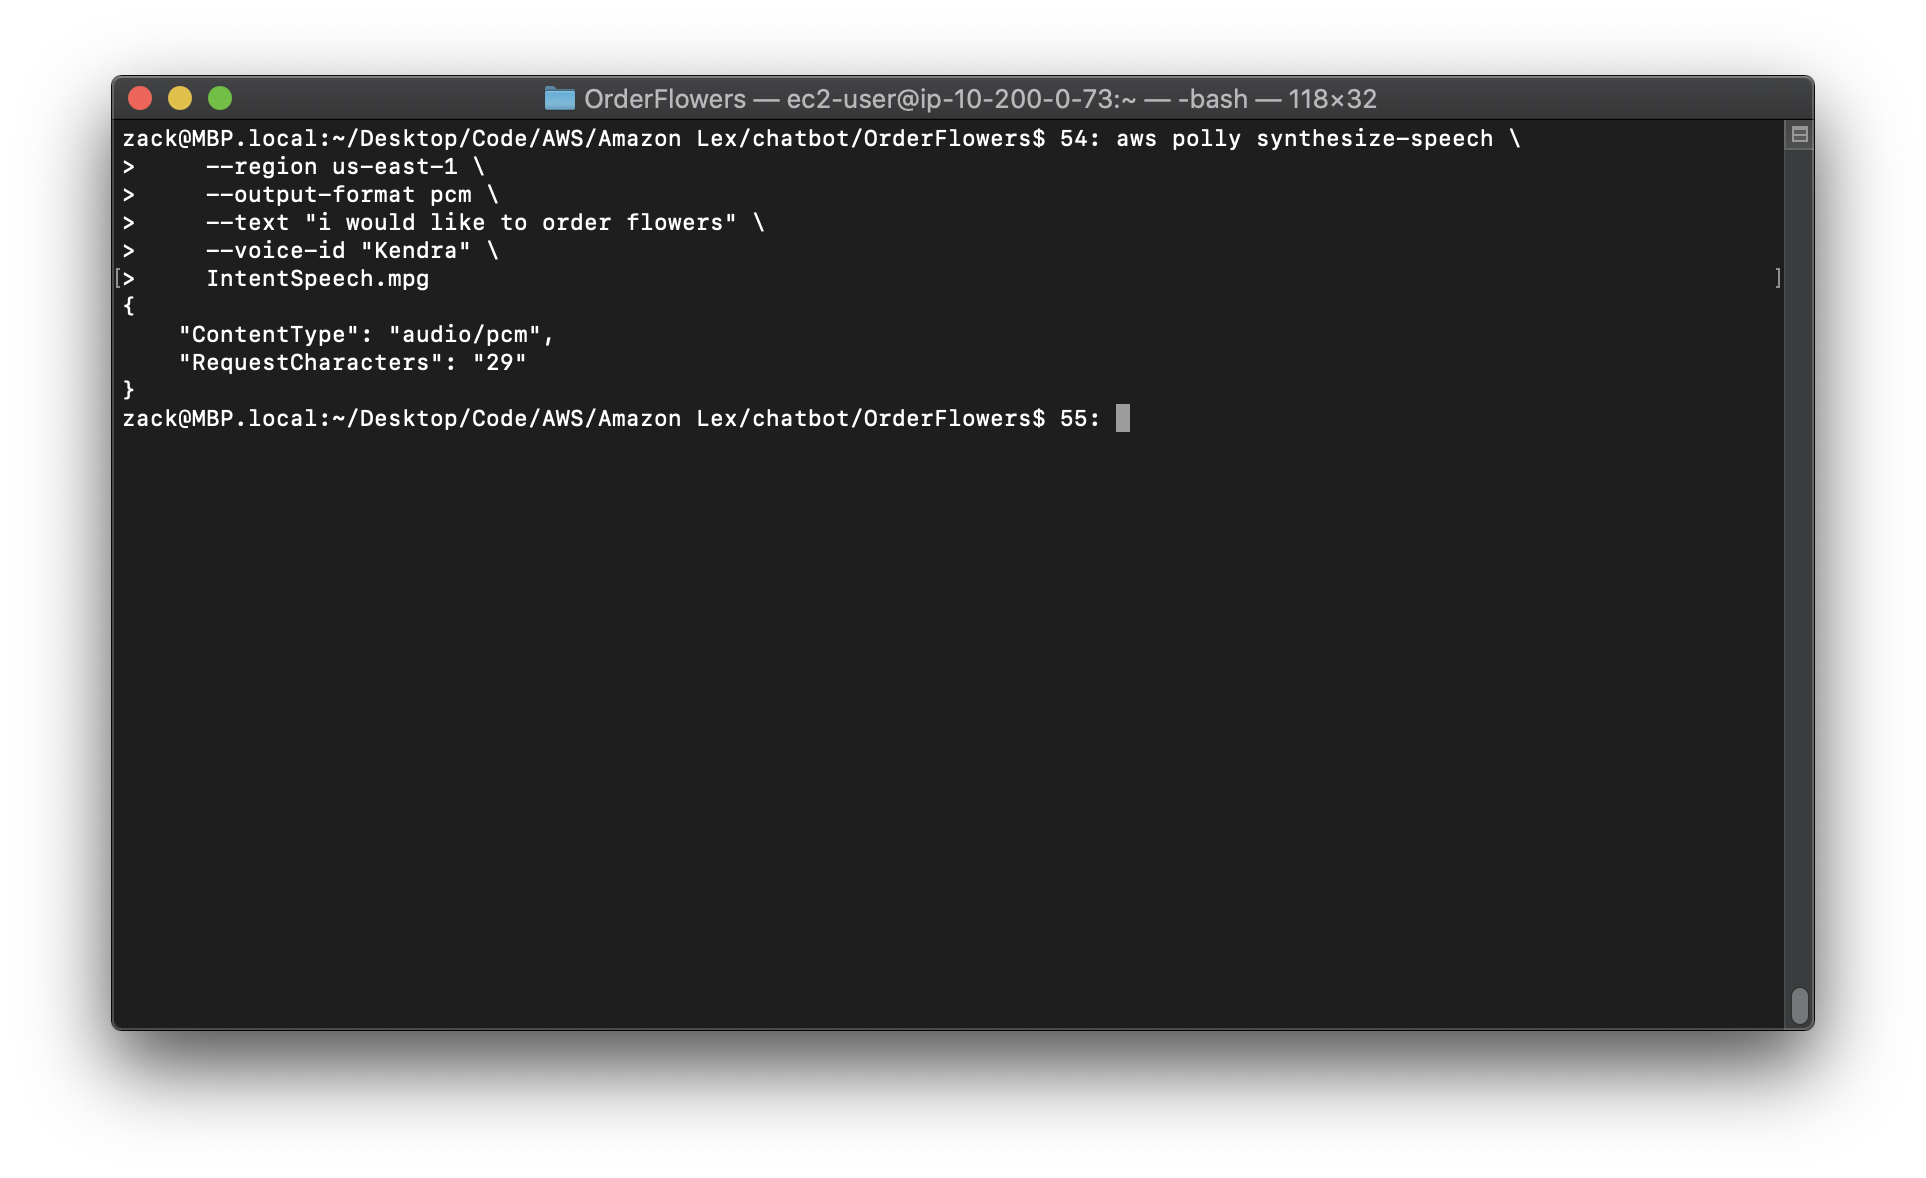 OrderFlowers — ec2-user@ip-10-200-0-73:~ — -bash — 118×32
zack@MBP.local:~/Desktop/Code/AWS/Amazon Lex/chatbot/OrderFlowers$ 54: aws polly synthesize-speech \
>     --region us-east-1 \
>     --output-format pcm \
>     --text "i would like to order flowers" \
>     --voice-id "Kendra" \
[>     IntentSpeech.mpg ]
{
    "ContentType": "audio/pcm",
    "RequestCharacters": "29"
}
zack@MBP.local:~/Desktop/Code/AWS/Amazon Lex/chatbot/OrderFlowers$ 55: